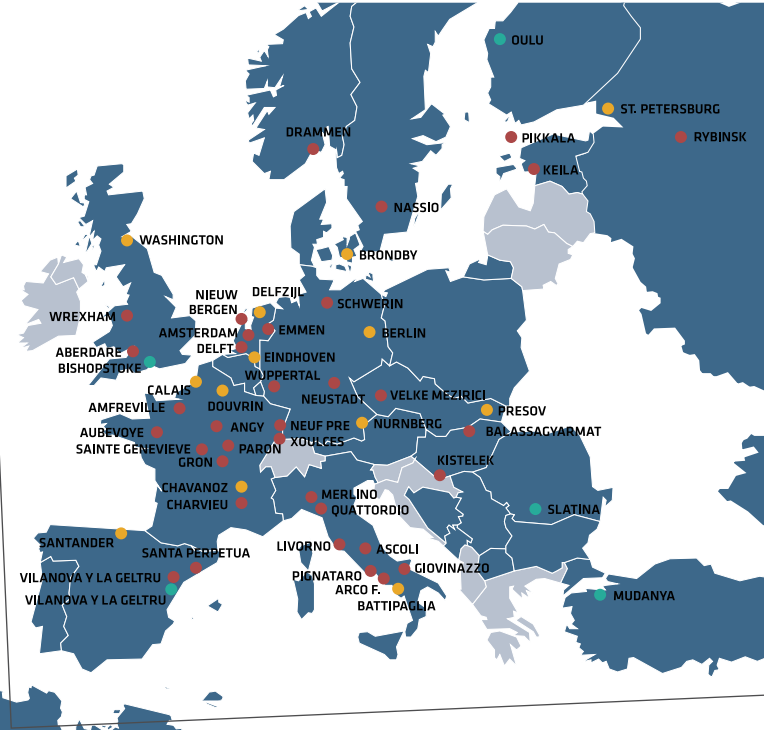 OULU
ST. PETERSBURG
DRAMMEN
PIKKALA
RYBINSK
KEILA
NASSIO
WASHINGTON
BRONDBY
NIEUW
BERGEN
DELFZIJL
SCHWERIN
WREXHAM
AMSTERDAM
EMMEN
BERLIN
DELFT
ABERDARE
EINDHOVEN
BISHOPSTOKE
WUPPERTAL
CALAIS
NEUSTADT
VELKE MEZIRICI
AMFREVILLE
DOUVRIN
PRESOV
ANGY
NEUF PRE
NURNBERG
AUBEVOYE
BALASSAGYARMAT
XOULCES
SAINTE GENEVIEVE
PARON
GRON
KISTELEK
CHAVANOZ
MERLINO
CHARVIEU
QUATTORDIO
SLATINA
SANTANDER
LIVORNO
ASCOLI
SANTA PERPETUA
GIOVINAZZO
VILANOVA Y LA GELTRU
PIGNATARO
ARCO F.
VILANOVA Y LA GELTRU
BATTIPAGLIA
MUDANYA